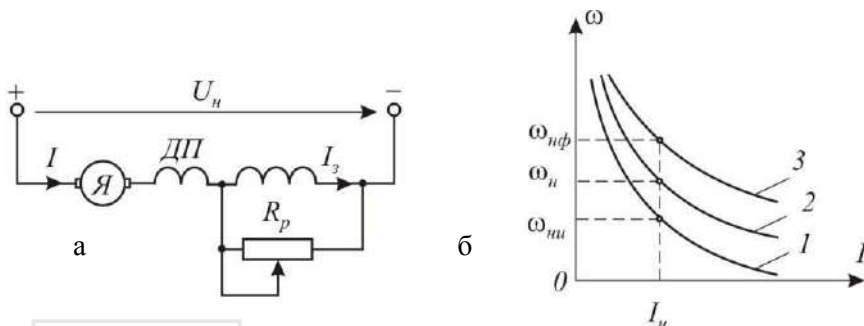 +
−
U_н
I
ДП
I_з
Я
R_р
а
б
ω
ω_нф
ω_н
ω_ни
3
2
1
0
I
I_н